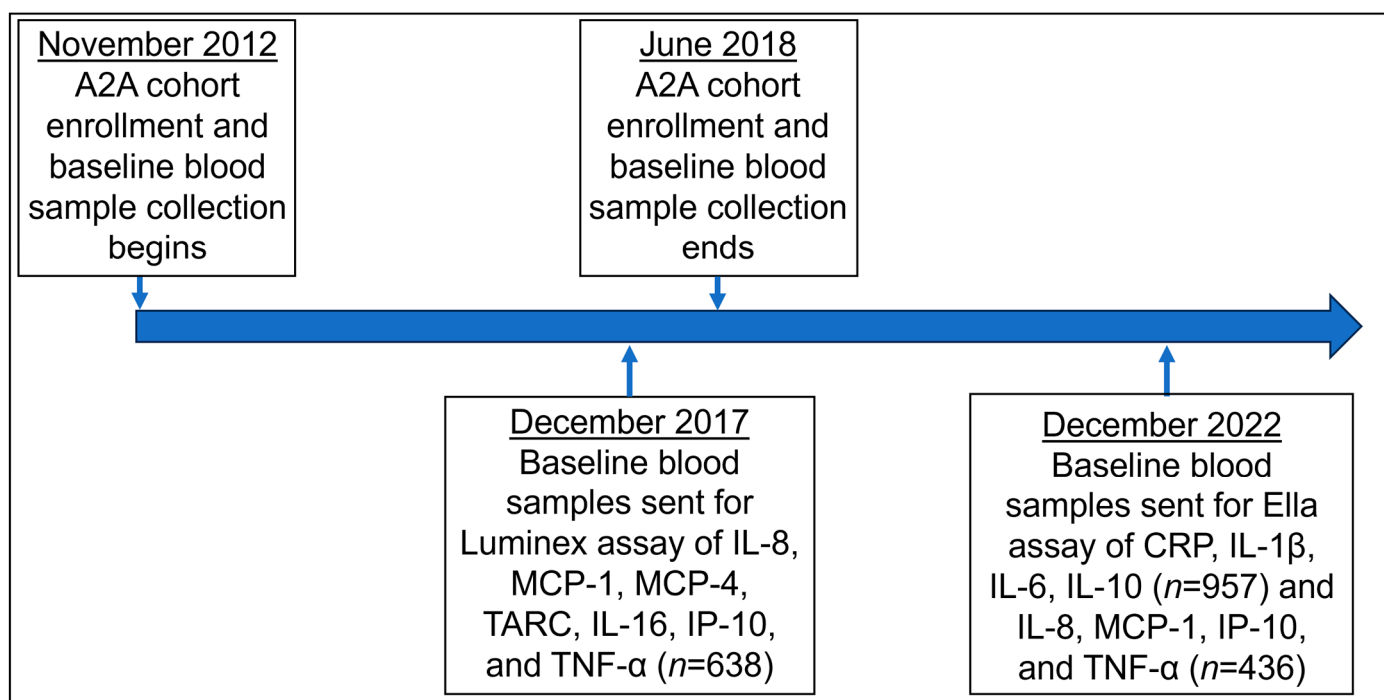 November 2012
A2A cohort
enrollment and
baseline blood
sample collection
begins
June 2018
A2A cohort
enrollment and
baseline blood
sample collection
ends
December 2017
Baseline blood
samples sent for
Luminex assay of IL-8,
MCP-1, MCP-4,
TARC, IL-16, IP-10,
and TNF-α (n=638)
December 2022
Baseline blood
samples sent for Ella
assay of CRP, IL-1β,
IL-6, IL-10 (n=957) and
IL-8, MCP-1, IP-10,
and TNF-α (n=436)